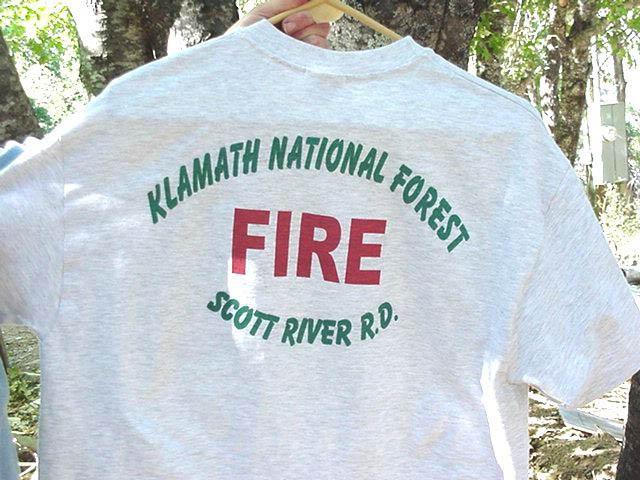 KLAMATH NATIONAL FOREST
FIRE
SCOTT RIVER R.D.